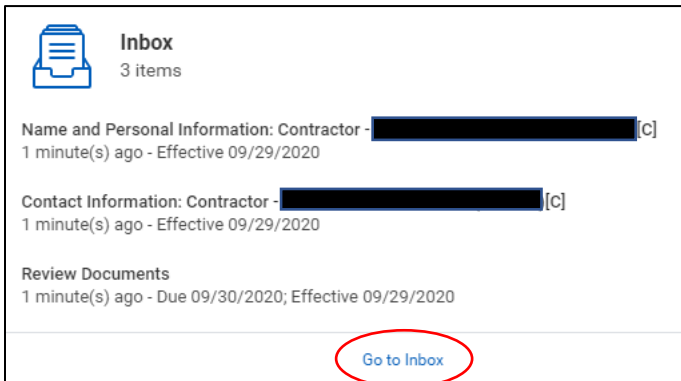 Inbox
3 items
Name and Personal Information: Contractor - [C]
1 minute(s) ago - Effective 09/29/2020
Contact Information: Contractor - )[C]
1 minute(s) ago - Effective 09/29/2020
Review Documents
1 minute(s) ago - Due 09/30/2020; Effective 09/29/2020
Go to Inbox